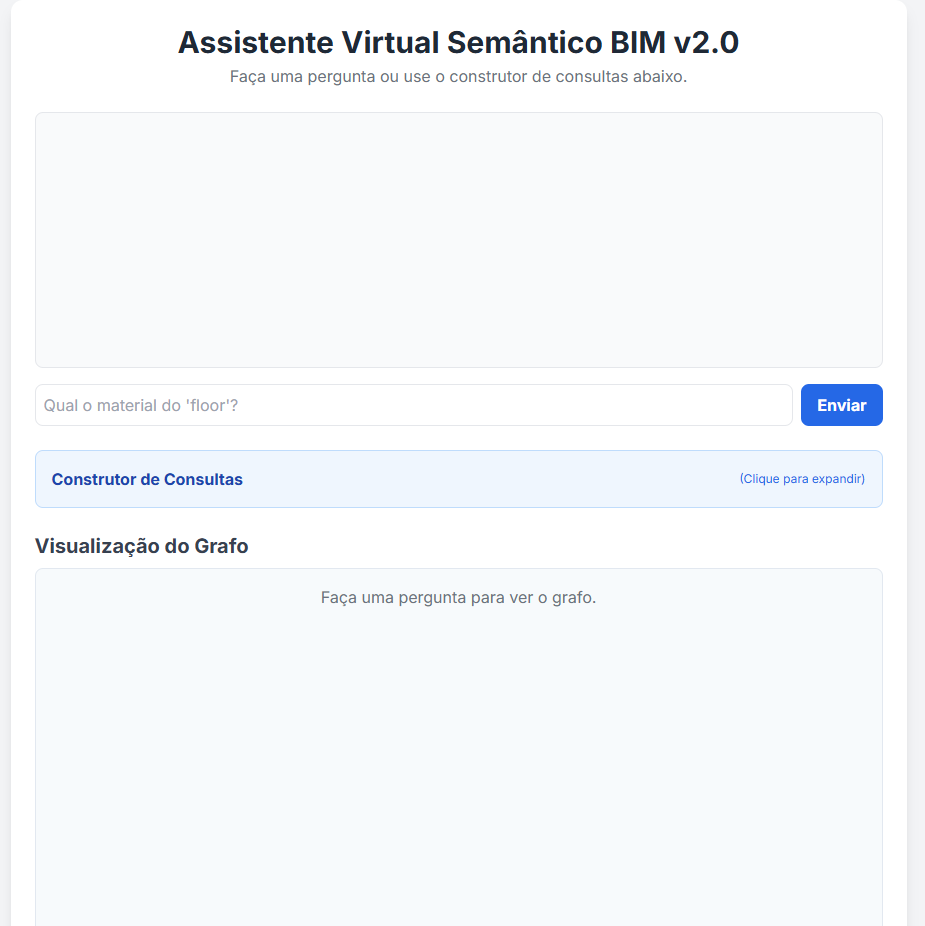 Assistente Virtual Semântico BIM v2.0
Faça uma pergunta ou use o construtor de consultas abaixo.
Qual o material do 'floor'?
Enviar
Construtor de Consultas
(Clique para expandir)
Visualização do Grafo
Faça uma pergunta para ver o grafo.